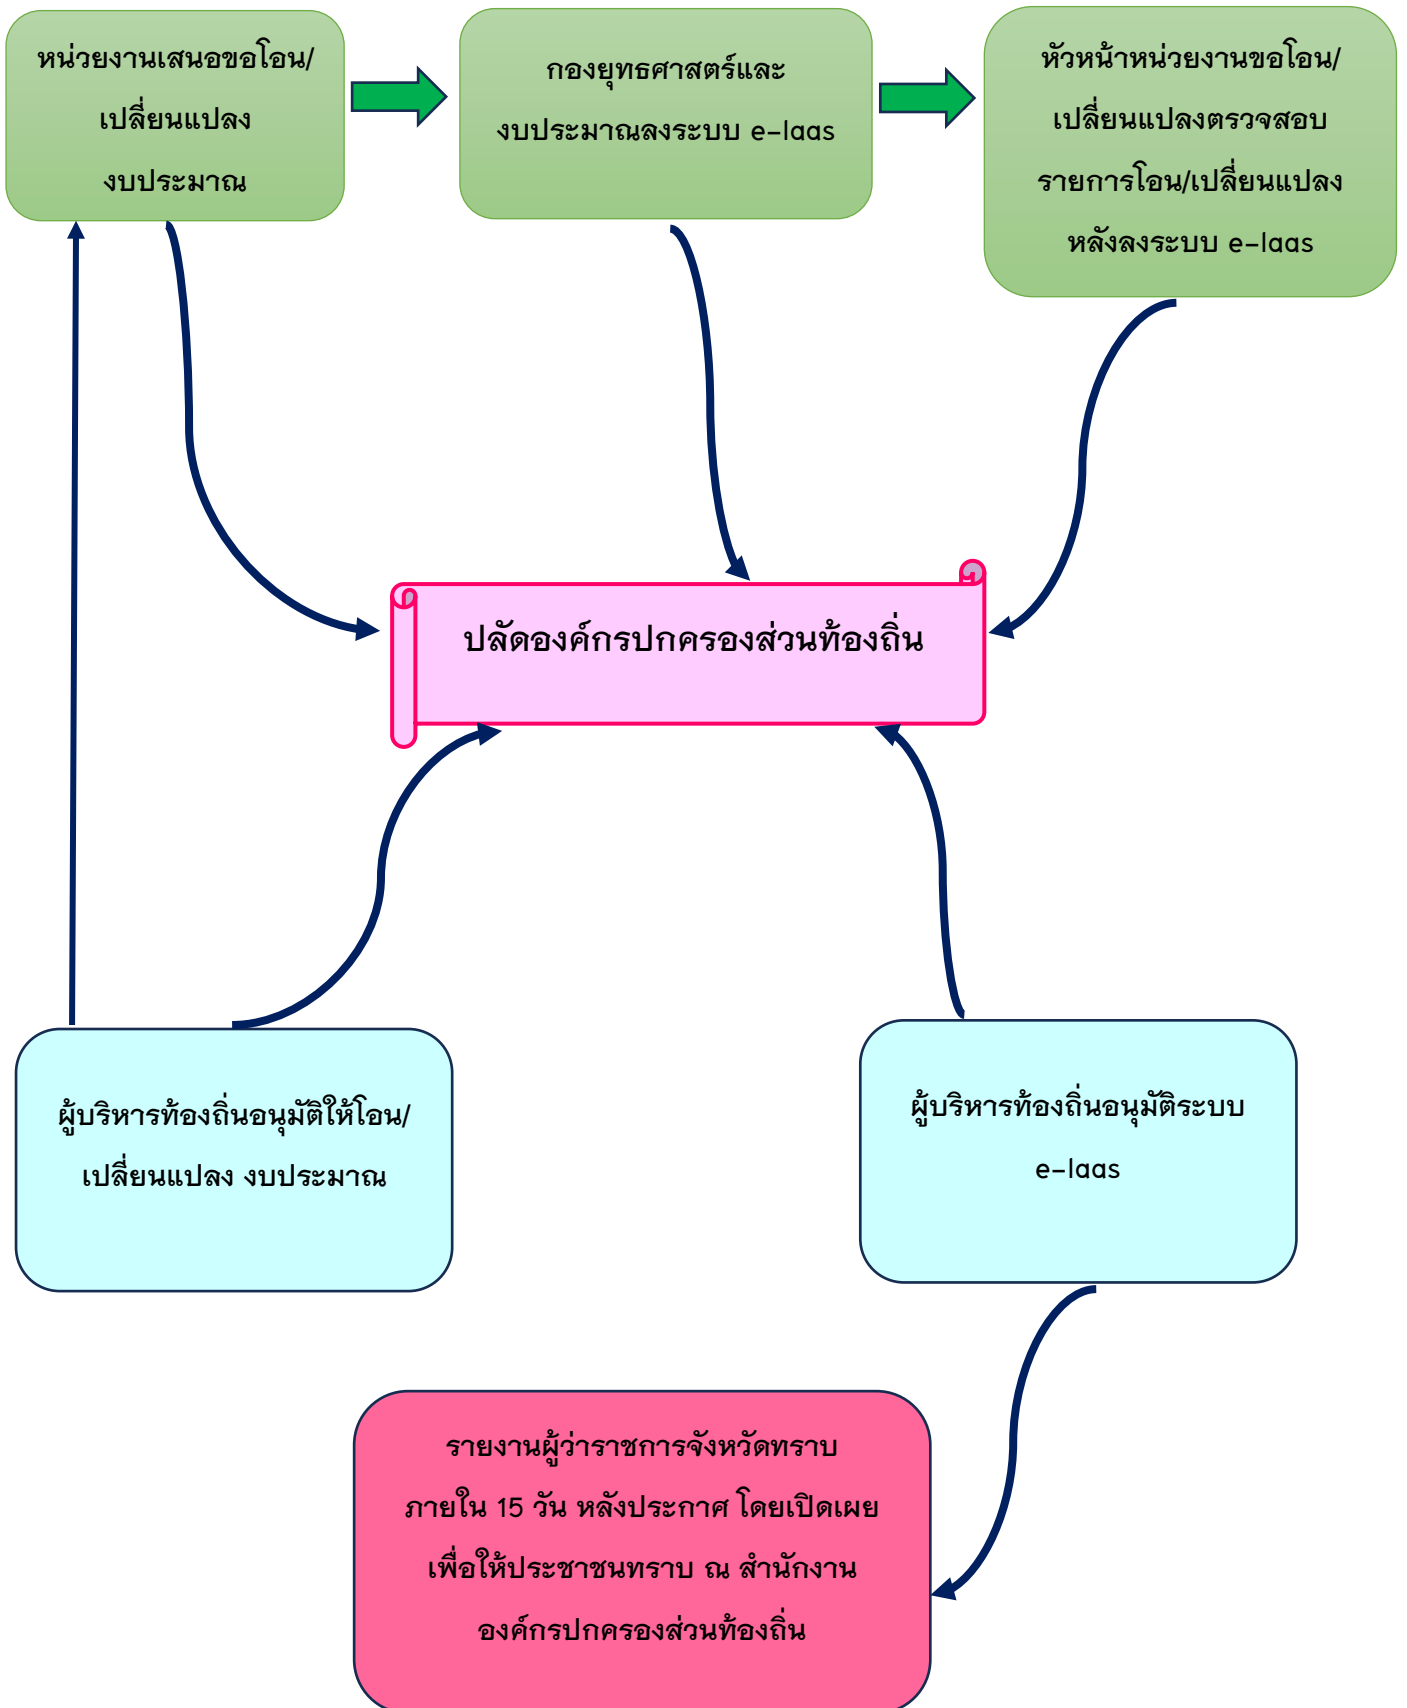 หน่วยงานเสนอขอโอน/
เปลี่ยนแปลง
งบประมาณ
กองยุทธศาสตร์และ
งบประมาณลงระบบ e-laas
หัวหน้าหน่วยงานขอโอน/
เปลี่ยนแปลงตรวจสอบ
รายการโอน/เปลี่ยนแปลง
หลังลงระบบ e-laas
ปลัดองค์กรปกครองส่วนท้องถิ่น
ผู้บริหารท้องถิ่นอนุมัติให้โอน/
เปลี่ยนแปลง งบประมาณ
ผู้บริหารท้องถิ่นอนุมัติระบบ
e-laas
รายงานผู้ว่าราชการจังหวัดทราบ
ภายใน 15 วัน หลังประกาศ โดยเปิดเผย
เพื่อให้ประชาชนทราบ ณ สำนักงาน
องค์กรปกครองส่วนท้องถิ่น